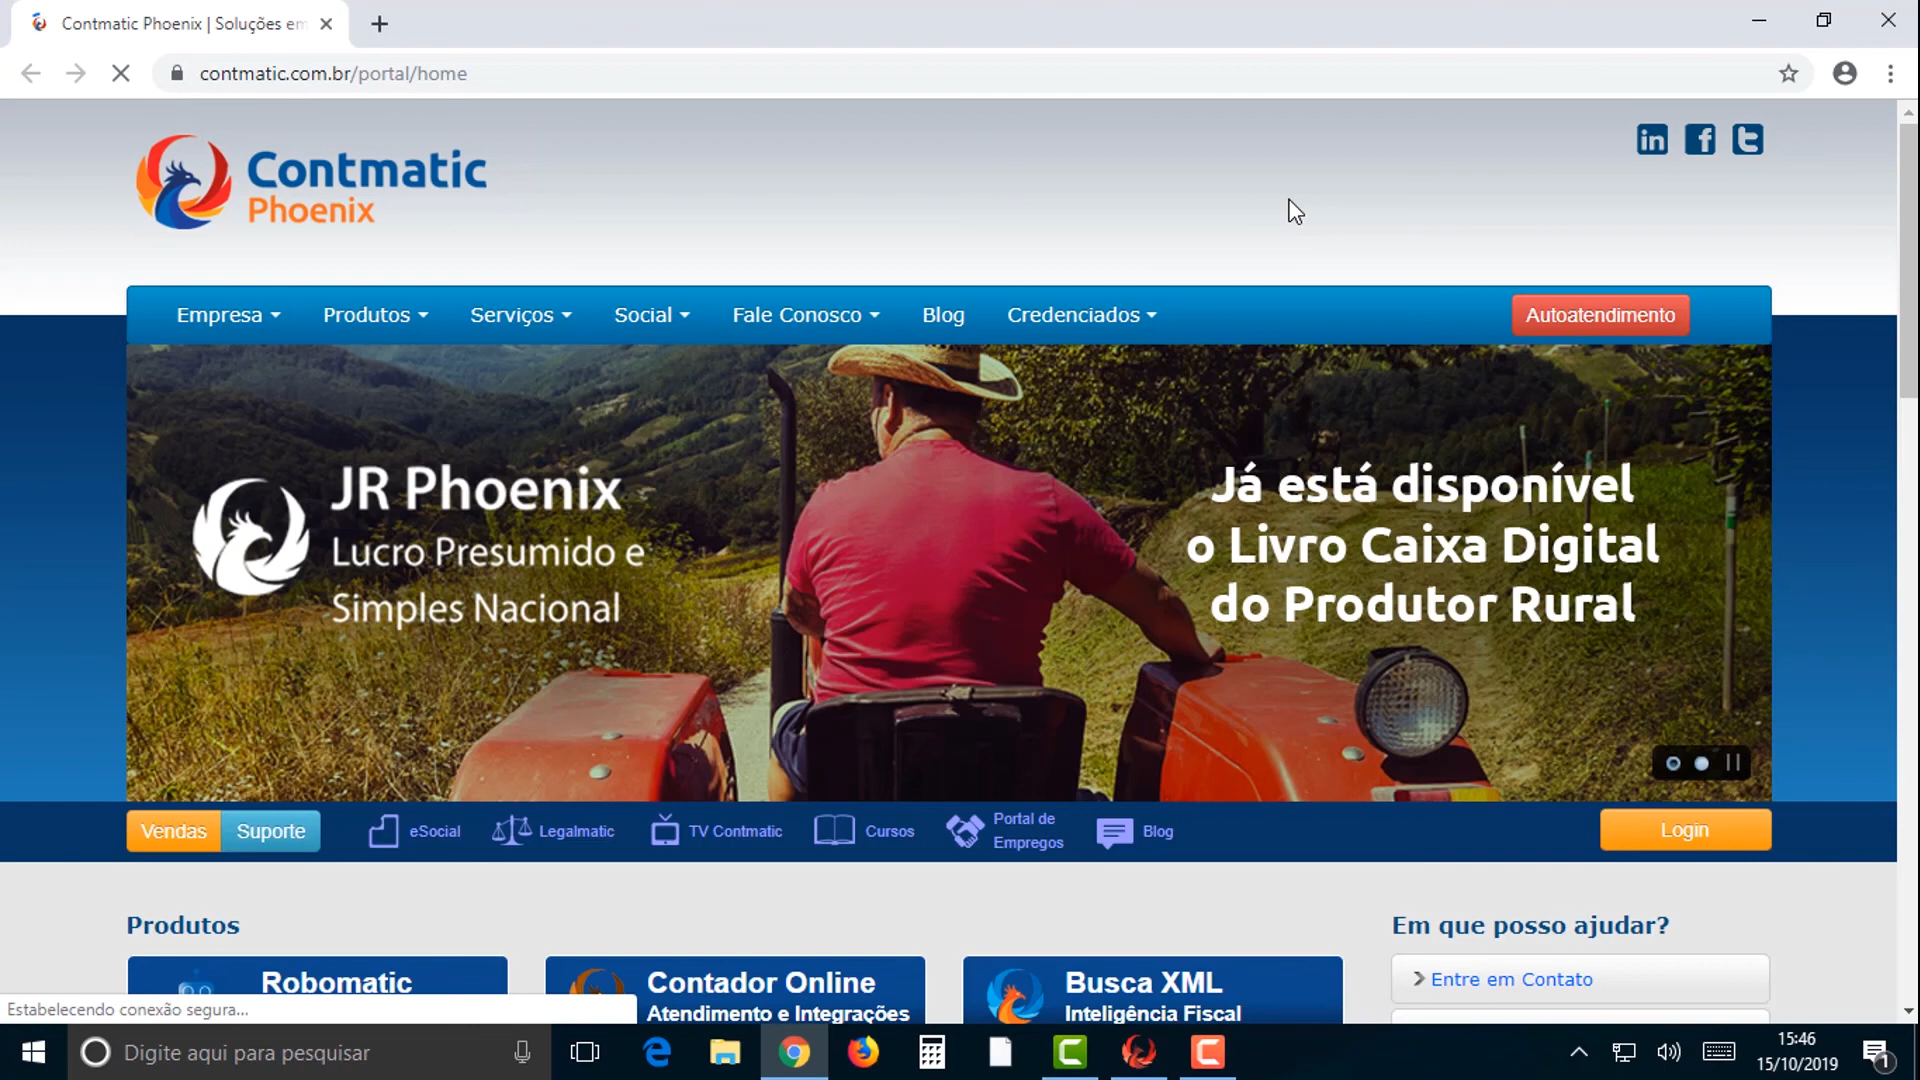 Contmatic Phoenix | Soluções em
contmatic.com.br/portal/home
Contmatic
Phoenix
Empresa
Produtos
Serviços
Social
Fale Conosco
Blog
Credenciados
Autoatendimento
JR Phoenix
Lucro Presumido e
Simples Nacional
Já está disponível
o Livro Caixa Digital
do Produtor Rural
Vendas
Suporte
eSocial
Legalmatic
TV Contmatic
Cursos
Portal de
Empregos
Blog
Login
Produtos
Em que posso ajudar?
Robomatic
Contador Online
Atendimento e Integrações
Busca XML
Inteligência Fiscal
Entre em Contato
Estabelecendo conexão segura...
Digite aqui para pesquisar
15:46
15/10/2019
1